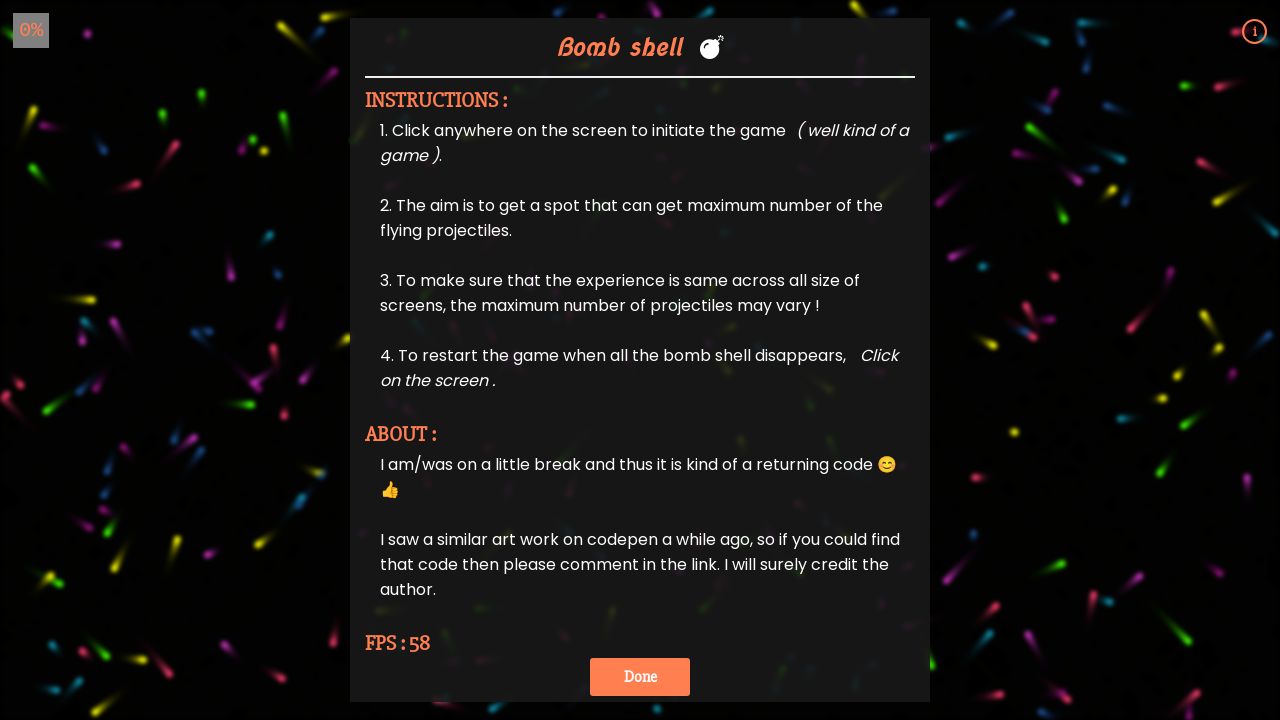 0%
i
Bomb shell 💣
INSTRUCTIONS :
1. Click anywhere on the screen to initiate the game ( well kind of a
game ).
2. The aim is to get a spot that can get maximum number of the
flying projectiles.
3. To make sure that the experience is same across all size of
screens, the maximum number of projectiles may vary !
4. To restart the game when all the bomb shell disappears, Click
on the screen .
ABOUT :
I am/was on a little break and thus it is kind of a returning code 😊
👍
I saw a similar art work on codepen a while ago, so if you could find
that code then please comment in the link. I will surely credit the
author.
FPS : 58
Done